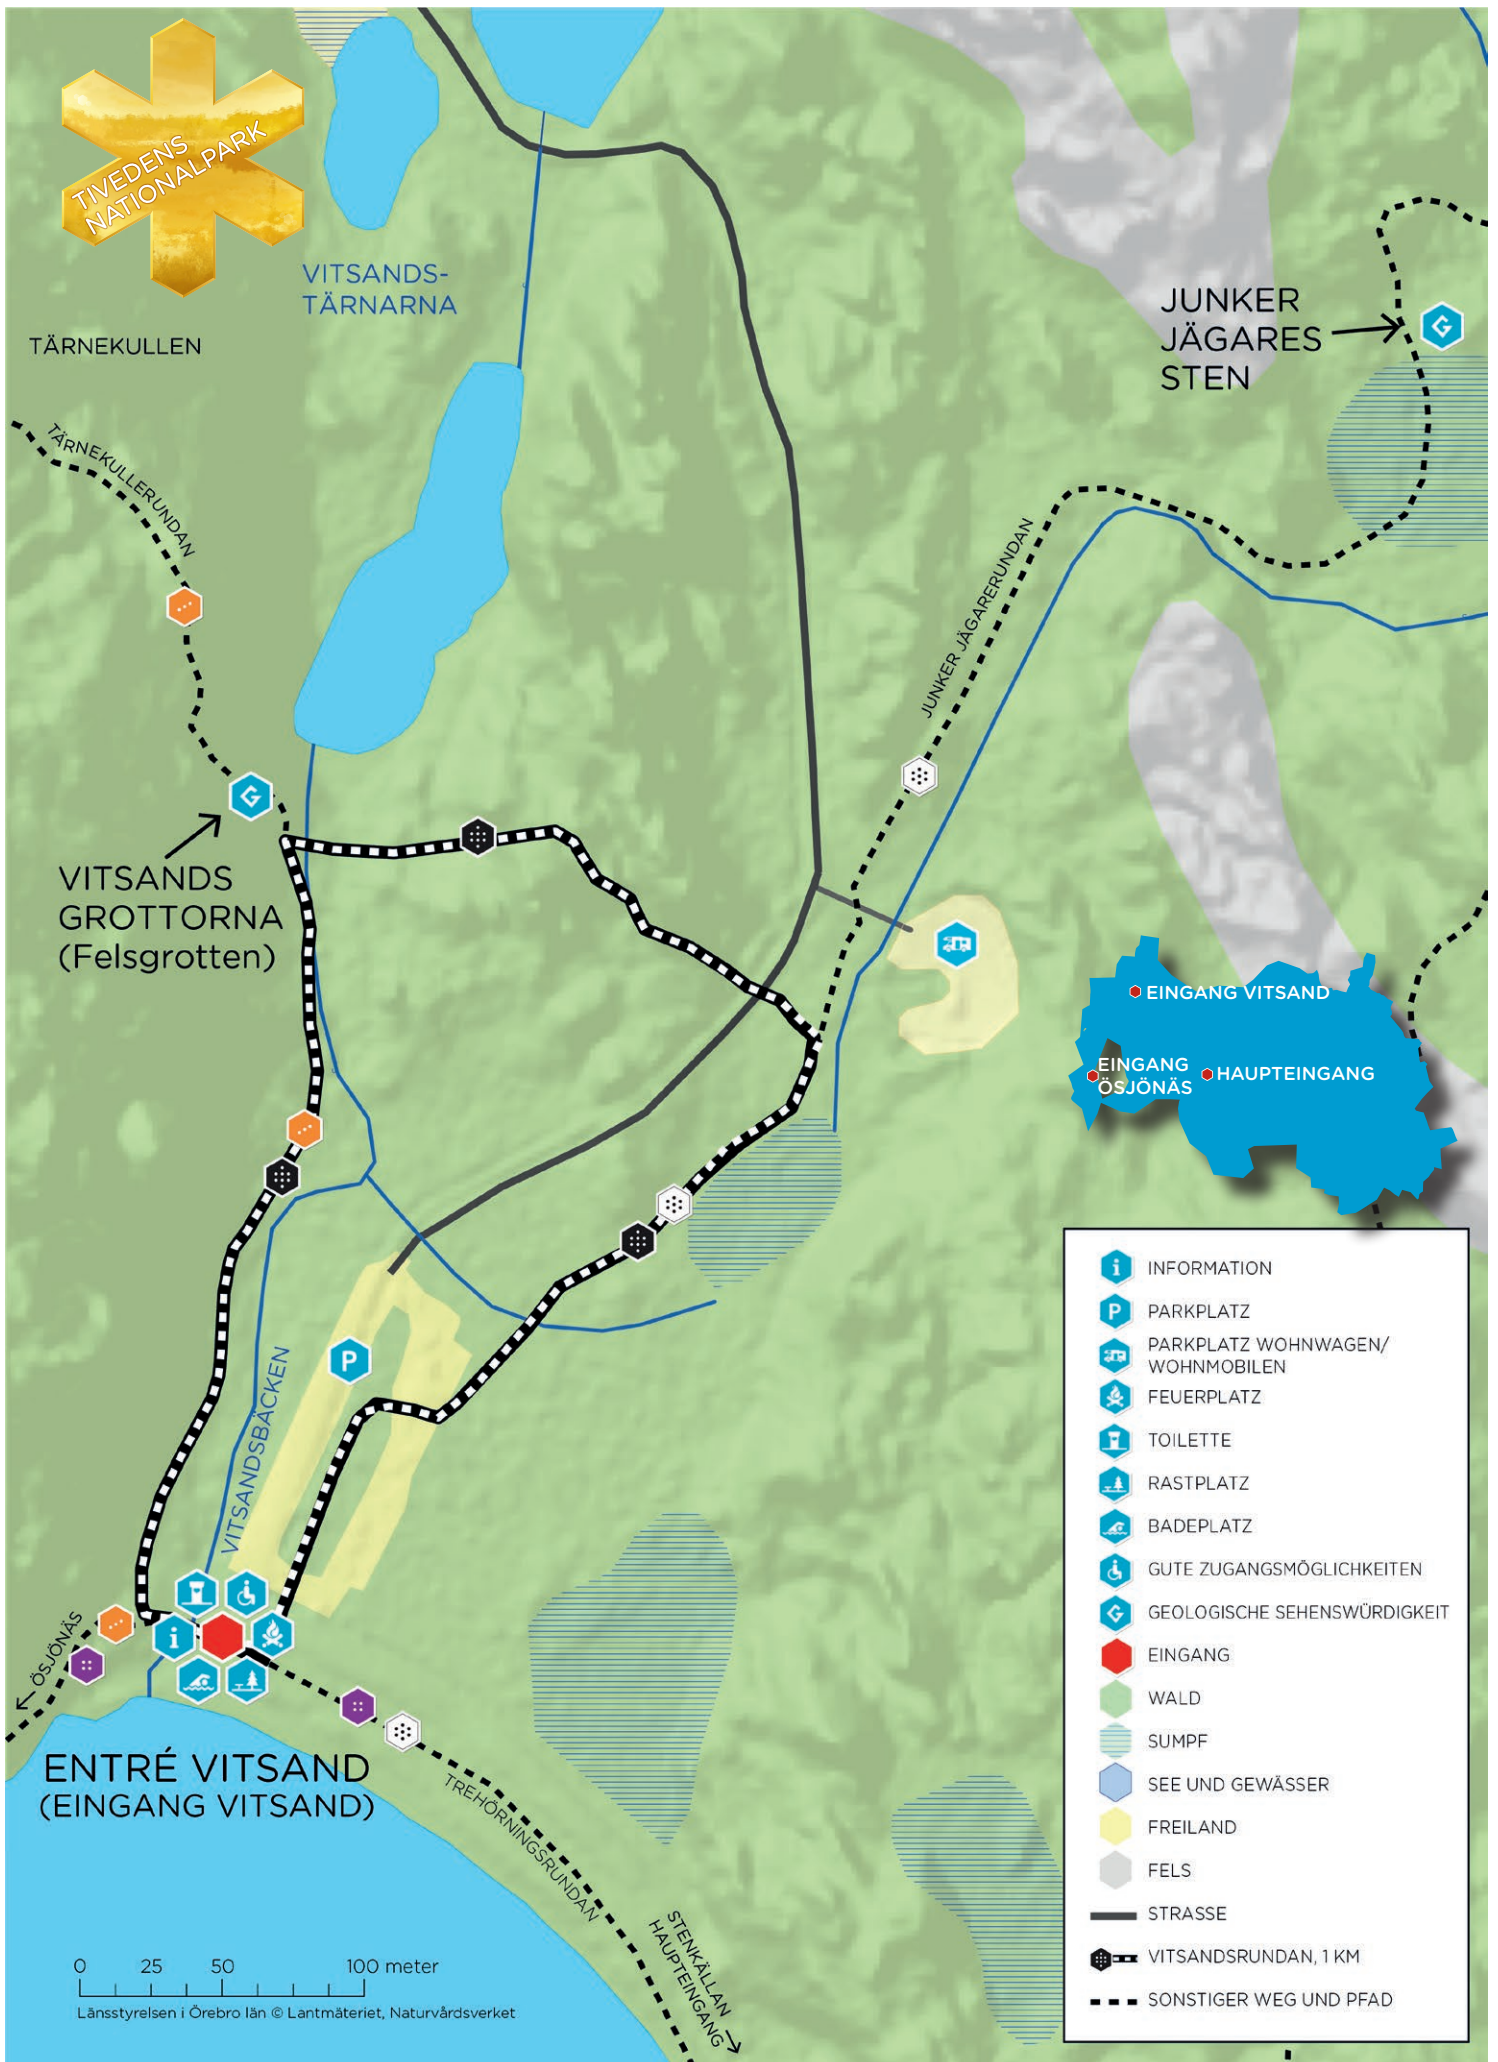 TIVEDENS
NATIONALPARK
VITSANDS-
TÄRNARNA
TÄRNEKULLEN
JUNKER
JÄGARES
STEN
G
TÄRNEKULLERUNDAN
JUNKER JÄGARERUNDAN
G
VITSANDS
GROTTORNA
(Felsgrotten)
EINGANG VITSAND
EINGANG
ÖSJÖNÄS
HAUPTEINGANG
P
VITSANDSBÄCKEN
ÖSJÖNÄS
i
ENTRÉ VITSAND
(EINGANG VITSAND)
TREHÖRNINGSRUNDAN
STENKÄLLAN
HAUPTEINGANG
0 25 50 100 meter
Länsstyrelsen i Örebro län © Lantmäteriet, Naturvårdsverket
i INFORMATION
P PARKPLATZ
PARKPLATZ WOHNWAGEN/
WOHNMOBILEN
FEUERPLATZ
TOILETTE
RASTPLATZ
BADEPLATZ
GUTE ZUGANGSMÖGLICHKEITEN
G GEOLOGISCHE SEHENSWÜRDIGKEIT
EINGANG
WALD
SUMPF
SEE UND GEWÄSSER
FREILAND
FELS
STRASSE
VITSANDSRUNDAN, 1 KM
SONSTIGER WEG UND PFAD